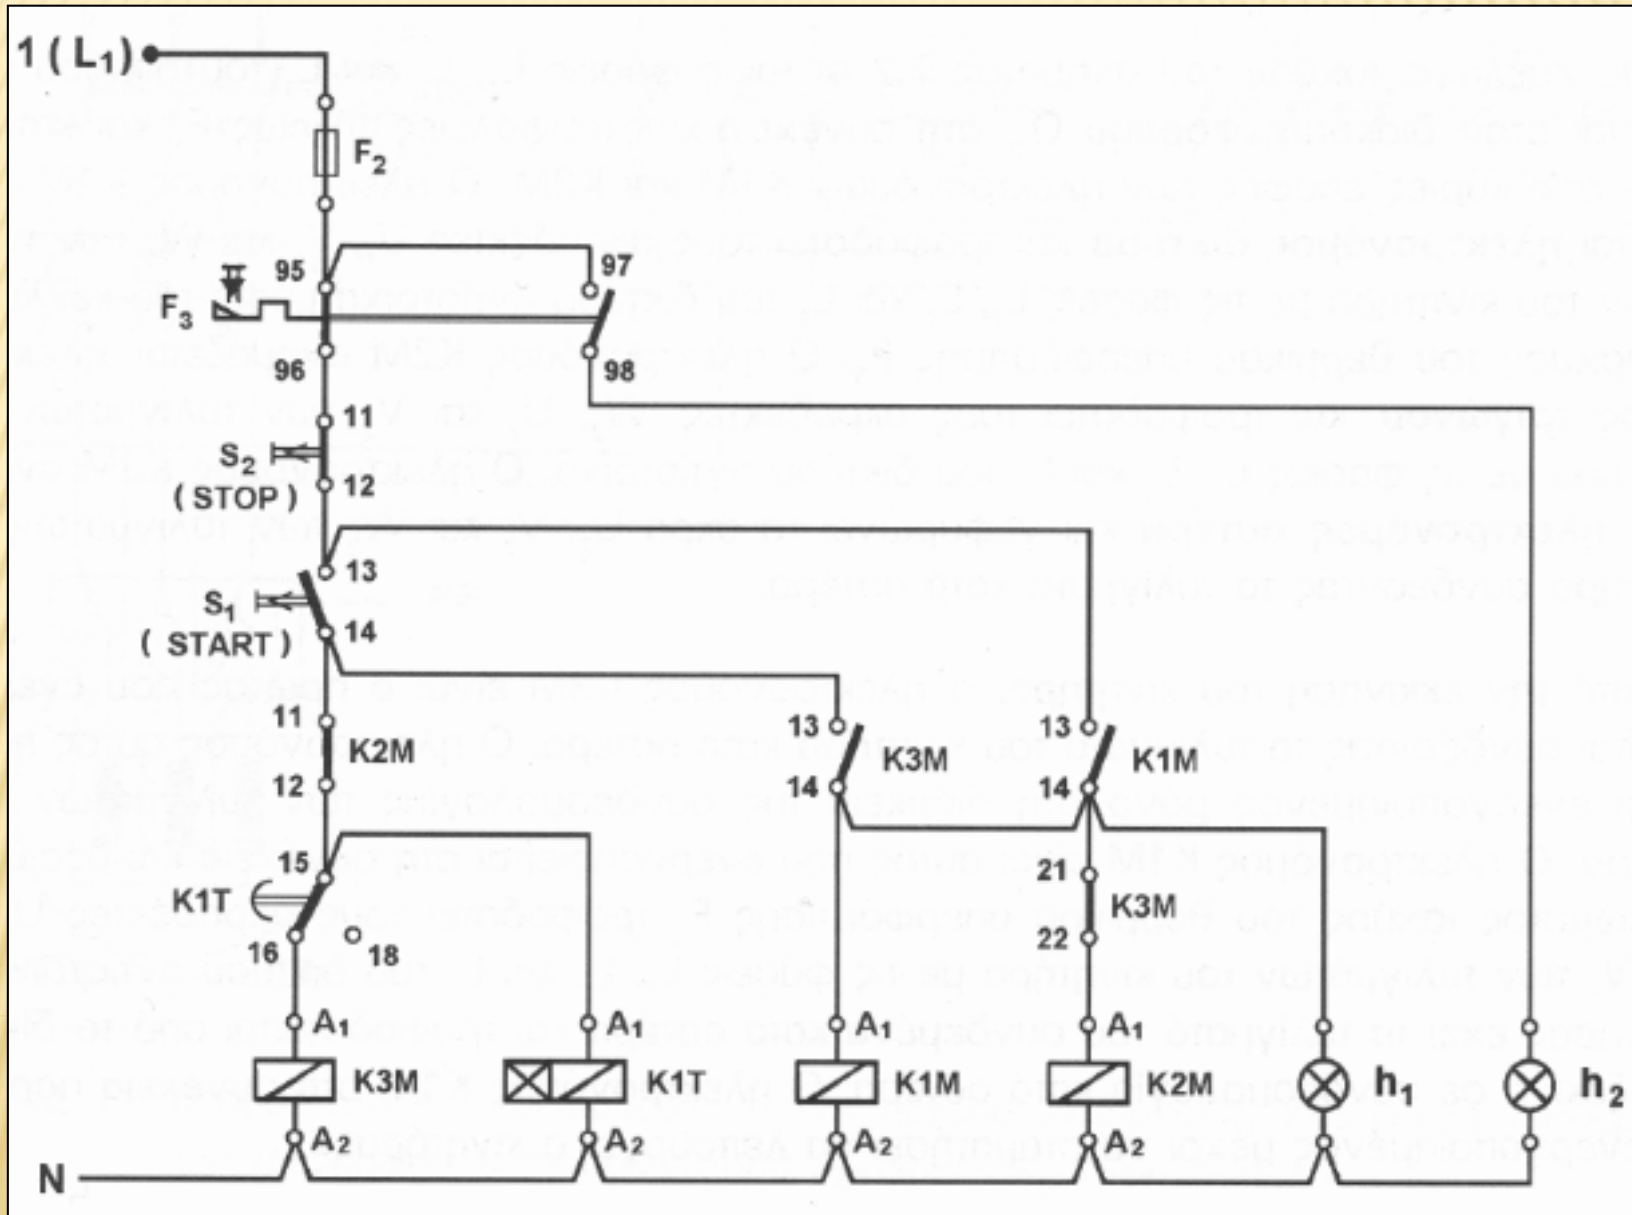 1 ( L₁ )
F₂
95
97
F₃
96
98
11
S₂
( STOP )
12
13
S₁
( START )
14
11
K2M
12
13
K3M
14
13
K1M
14
15
K1T
16
18
21
K3M
22
A₁
A₁
A₁
A₁
K3M
K1T
K1M
K2M
h₁
h₂
A₂
A₂
A₂
A₂
N